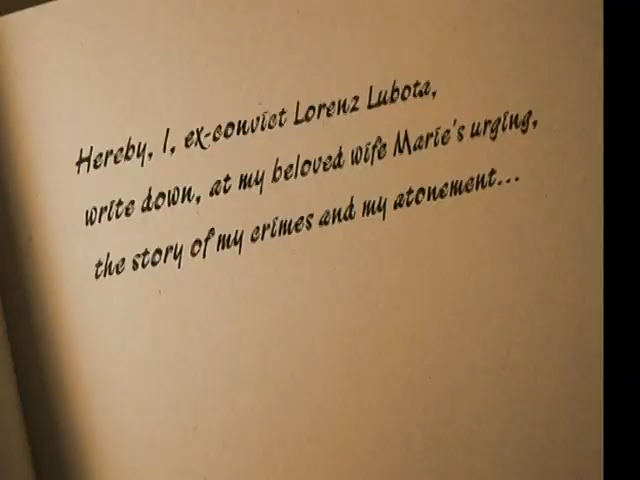 Hereby, I, ex-convict Lorenz Lubota,
write down, at my beloved wife Marie's urging,
the story of my crimes and my atonement...